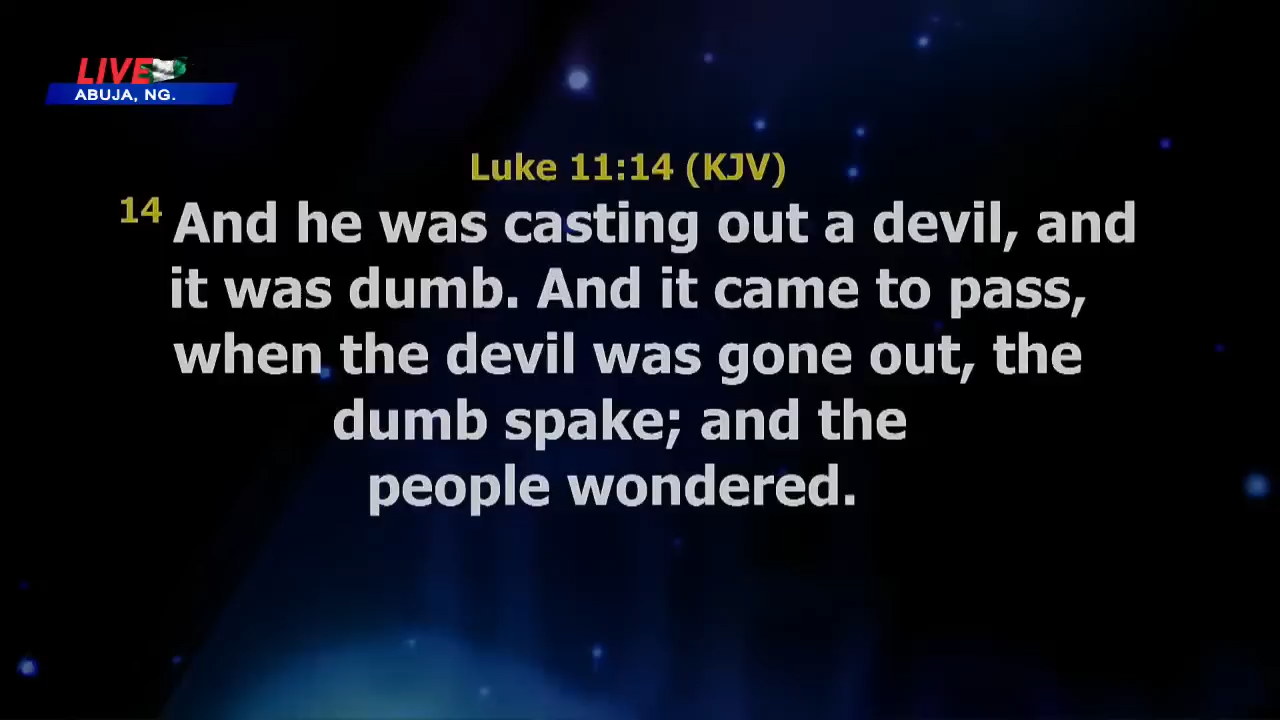 LIVE
ABUJA, NG.
Luke 11:14 (KJV)
14 And he was casting out a devil, and
it was dumb. And it came to pass,
when the devil was gone out, the
dumb spake; and the
people wondered.